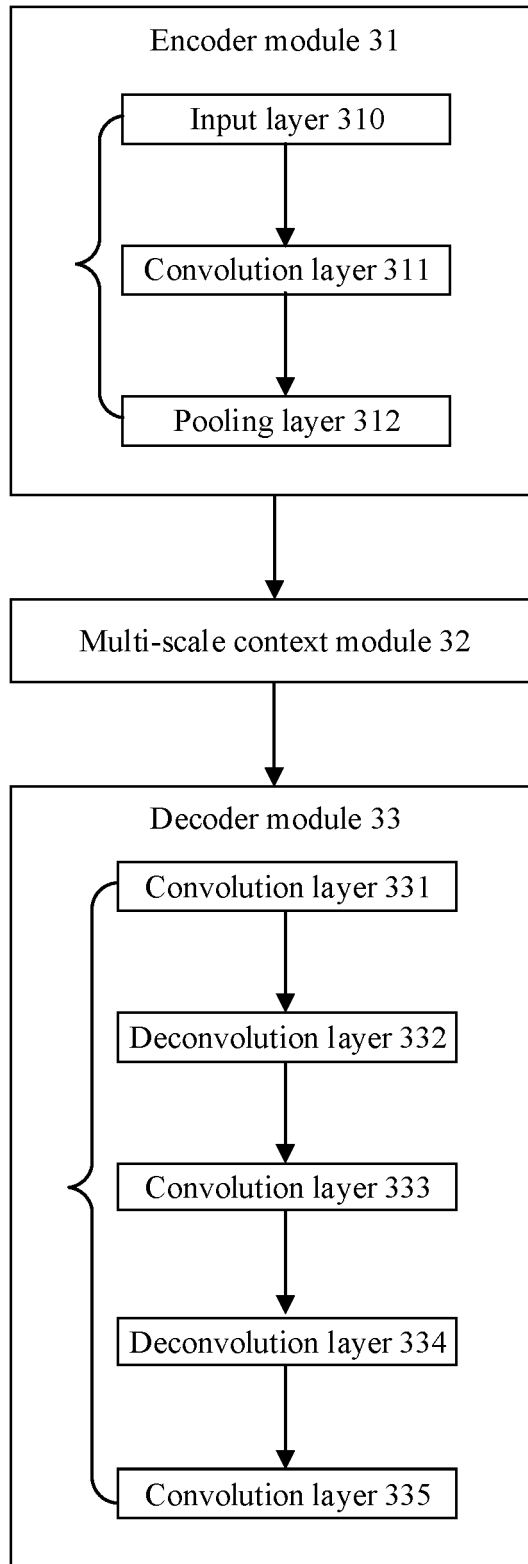 Encoder module 31
Input layer 310
Convolution layer 311
Pooling layer 312
Multi-scale context module 32
Decoder module 33
Convolution layer 331
Deconvolution layer 332
Convolution layer 333
Deconvolution layer 334
Convolution layer 335